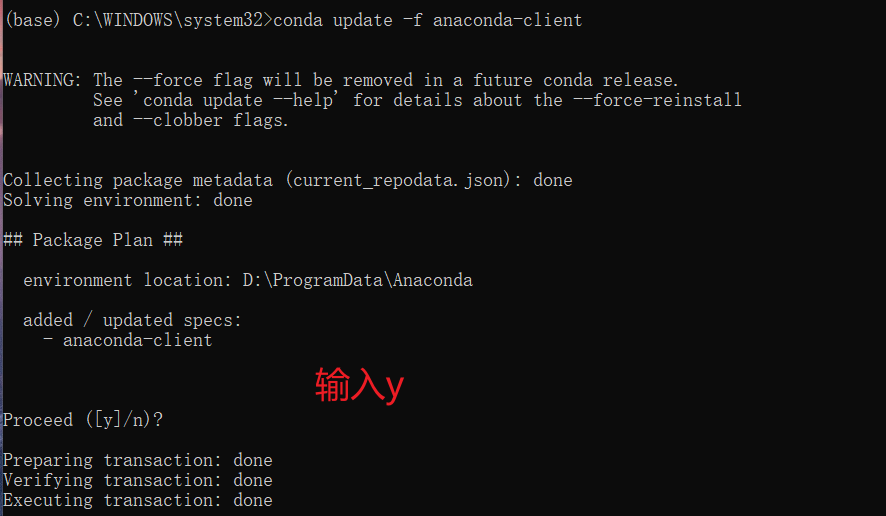 (base) C:\WINDOWS\system32>conda update -f anaconda-client
WARNING: The --force flag will be removed in a future conda release.
See 'conda update --help' for details about the --force-reinstall
and --clobber flags.
Collecting package metadata (current_repodata.json): done
Solving environment: done
## Package Plan ##
environment location: D:\ProgramData\Anaconda
added / updated specs:
- anaconda-client
输入y
Proceed ([y]/n)?
Preparing transaction: done
Verifying transaction: done
Executing transaction: done